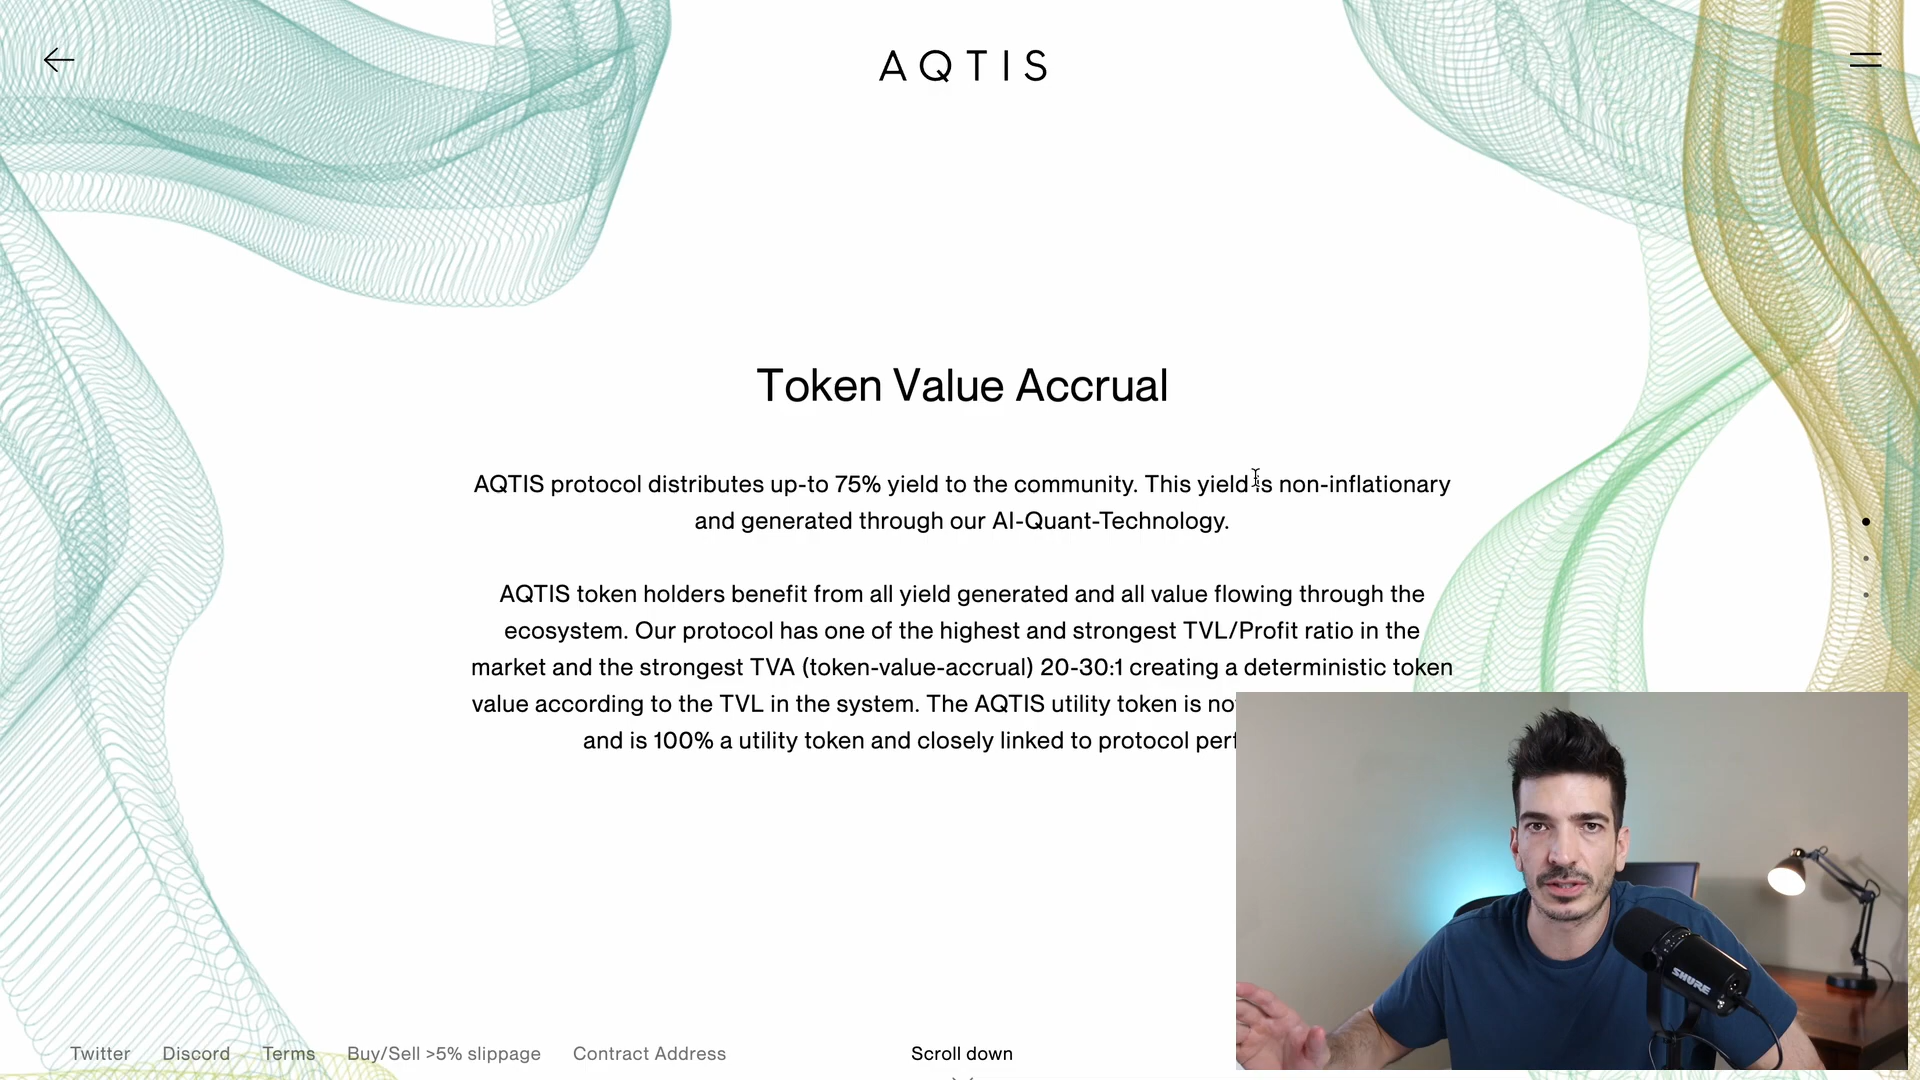 AQTIS
Token Value Accrual
AQTIS protocol distributes up-to 75% yield to the community. This yield is non-inflationary
and generated through our AI-Quant-Technology.
AQTIS token holders benefit from all yield generated and all value flowing through the
ecosystem. Our protocol has one of the highest and strongest TVL/Profit ratio in the
market and the strongest TVA (token-value-accrual) 20-30:1 creating a deterministic token
value according to the TVL in the system. The AQTIS utility token is
and is 100% a utility token and closely linked to protocol
SHURE
Twitter Discord Terms Buy/Sell >5% slippage Contract Address Scroll down